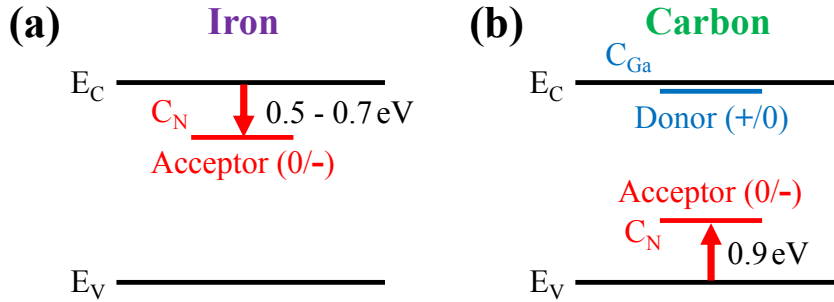 (a) Iron
E_C
C_N
0.5 - 0.7 eV
Acceptor (0/-)
E_V
(b) Carbon
C_Ga
E_C
Donor (+/0)
Acceptor (0/-)
C_N
0.9 eV
E_V